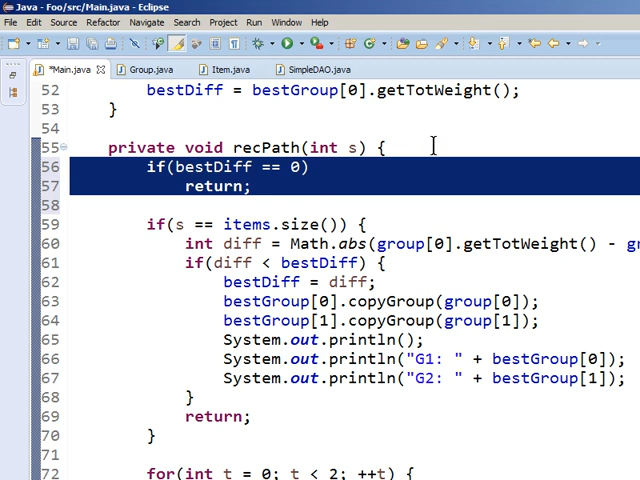 Java - Foo/src/Main.java - Eclipse
File Edit Source Refactor Navigate Search Project Run Window Help
*Main.java Group.java Item.java SimpleDAO.java
52 bestDiff = bestGroup[0].getTotWeight();
53 }
54
55 private void recPath(int s) {
56 if(bestDiff == 0)
57 return;
58
59 if(s == items.size()) {
60 int diff = Math.abs(group[0].getTotWeight() - gr
61 if(diff < bestDiff) {
62 bestDiff = diff;
63 bestGroup[0].copyGroup(group[0]);
64 bestGroup[1].copyGroup(group[1]);
65 System.out.println();
66 System.out.println("G1: " + bestGroup[0]);
67 System.out.println("G2: " + bestGroup[1]);
68 }
69 return;
70 }
71
72 for(int t = 0; t < 2; ++t) {